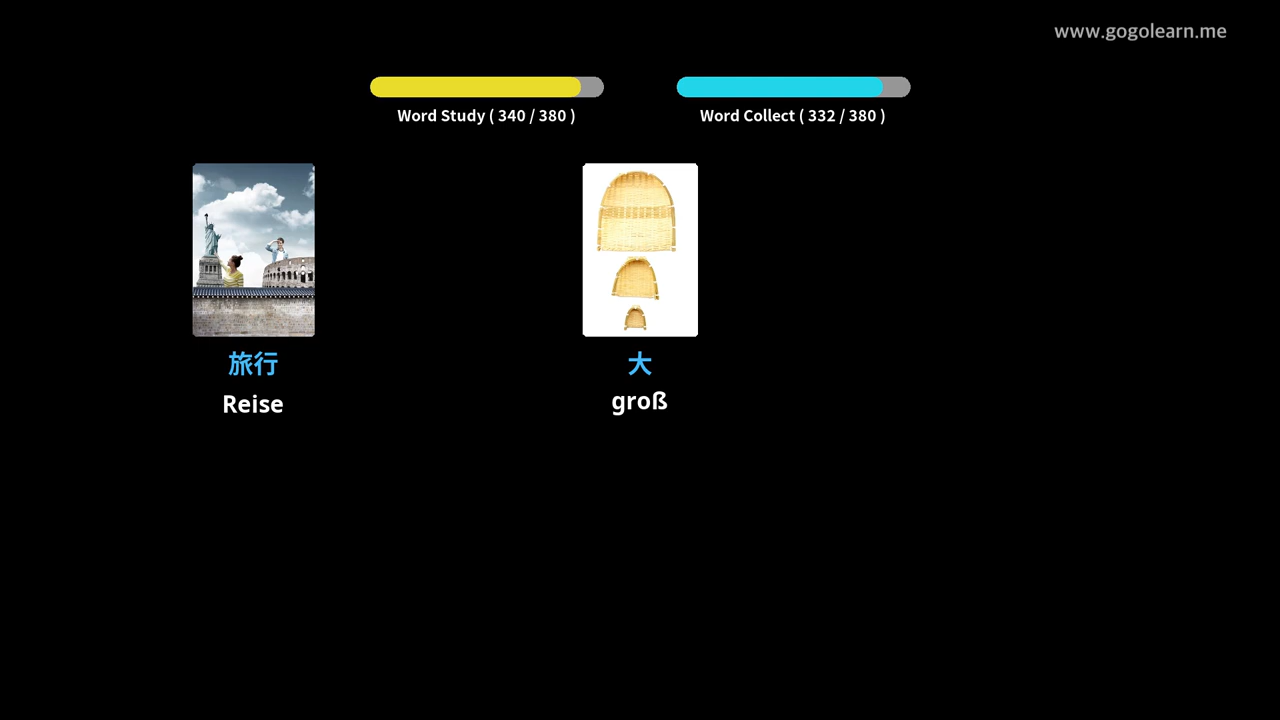 www.gogolearn.me
Word Study ( 340 / 380 )
Word Collect ( 332 / 380 )
旅行
Reise
大
groß